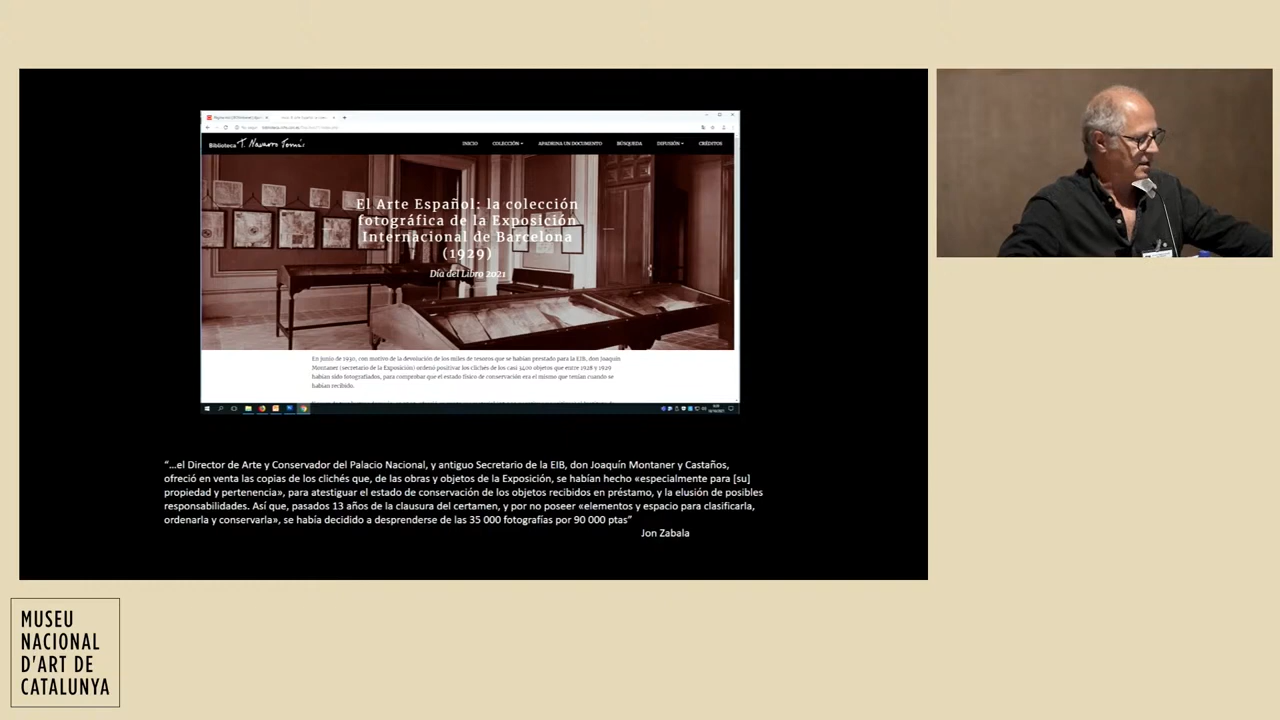 Biblioteca T. Navarro Tomás
INICIO COLECCIÓN APADRINA UN DOCUMENTO BÚSQUEDA DIFUSIÓN CRÉDITOS
El Arte Español: la colección
fotográfica de la Exposición
Internacional de Barcelona
(1929)
Día del Libro 2021
En junio de 1930, con motivo de la devolución de los miles de tesoros que se habían prestado para la EIB, don Joaquín
Montaner (secretario de la Exposición) ordenó positivar los clichés de los casi 3400 objetos que entre 1928 y 1929
habían sido fotografiados, para comprobar que el estado físico de conservación era el mismo que tenían cuando se
habían recibido.
“…el Director de Arte y Conservador del Palacio Nacional, y antiguo Secretario de la EIB, don Joaquín Montaner y Castaños,
ofreció en venta las copias de los clichés que, de las obras y objetos de la Exposición, se habían hecho «especialmente para [su]
propiedad y pertenencia», para atestiguar el estado de conservación de los objetos recibidos en préstamo, y la elusión de posibles
responsabilidades. Así que, pasados 13 años de la clausura del certamen, y por no poseer «elementos y espacio para clasificarla,
ordenarla y conservarla», se había decidido a desprenderse de las 35 000 fotografías por 90 000 ptas”
Jon Zabala
MUSEU
NACIONAL
D'ART DE
CATALUNYA